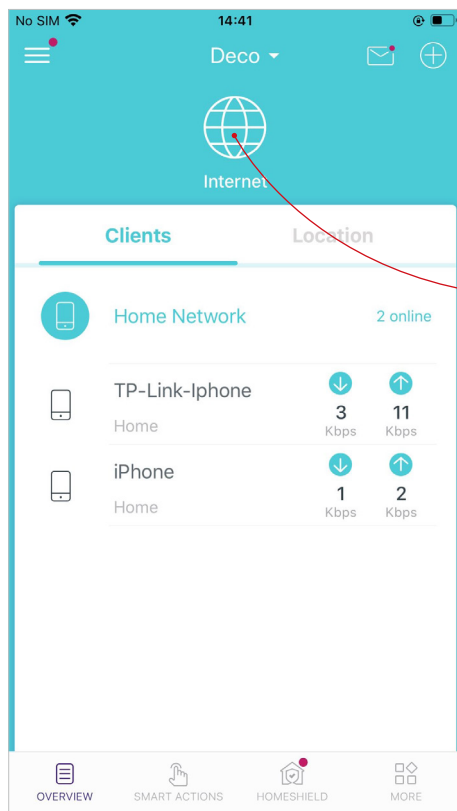 No SIM 14:41
Deco
Internet
Clients Location
Home Network 2 online
TP-Link-Iphone
Home
3 11
Kbps Kbps
iPhone
Home
1 2
Kbps Kbps
OVERVIEW SMART ACTIONS HOMESHIELD MORE